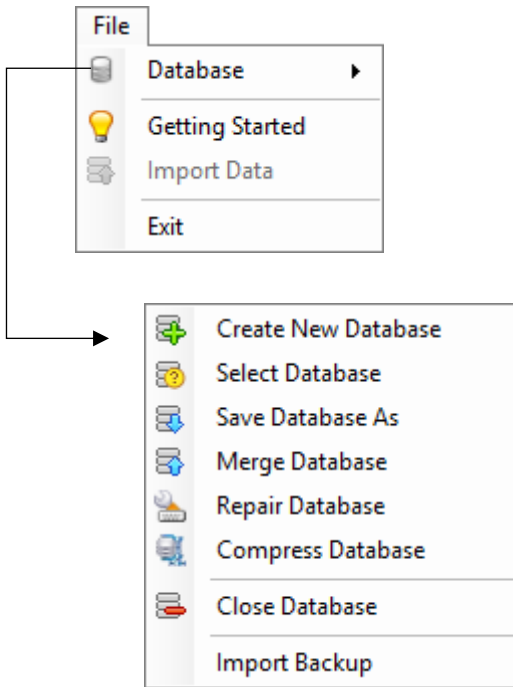 File
Database
Getting Started
Import Data
Exit
Create New Database
Select Database
Save Database As
Merge Database
Repair Database
Compress Database
Close Database
Import Backup